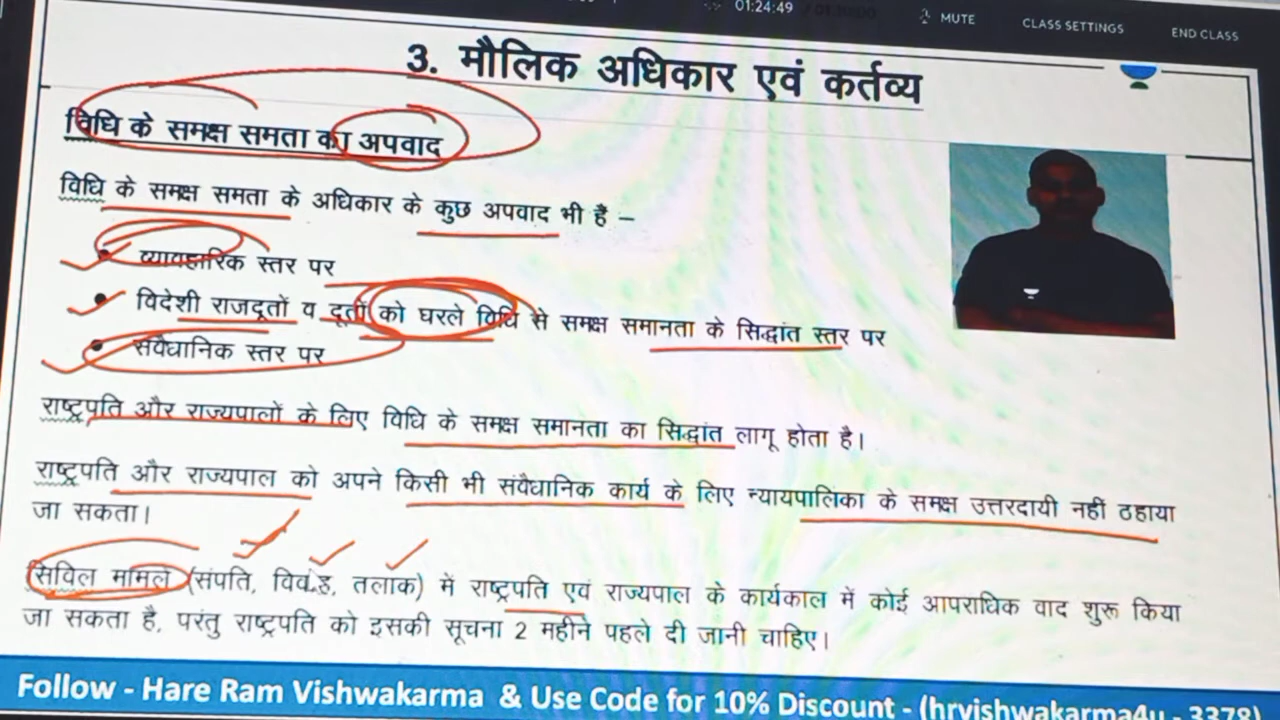 01:24:49
MUTE
CLASS SETTINGS
END CLASS
3. मौलिक अधिकार एवं कर्तव्य
विधि के समक्ष समता का अपवाद
विधि के समक्ष समता के अधिकार के कुछ अपवाद भी है –
• व्यावहारिक स्तर पर
• विदेशी राजदूतों व दूतों को घरले विधि से समक्ष समानता के सिद्धांत स्तर पर
• संवैधानिक स्तर पर
राष्ट्रपति और राज्यपालों के लिए विधि के समक्ष समानता का सिद्धांत लागू होता है।
राष्ट्रपति और राज्यपाल को अपने किसी भी संवैधानिक कार्य के लिए न्यायपालिका के समक्ष उत्तरदायी नहीं ठहाया
जा सकता।
सिविल मामले (संपति, विवाह, तलाक) में राष्ट्रपति एवं राज्यपाल के कार्यकाल में कोई आपराधिक वाद शुरू किया
जा सकता है, परंतु राष्ट्रपति को इसकी सूचना 2 महीने पहले दी जानी चाहिए।
Follow - Hare Ram Vishwakarma & Use Code for 10% Discount - (hrvishwakarma4u - 3378)